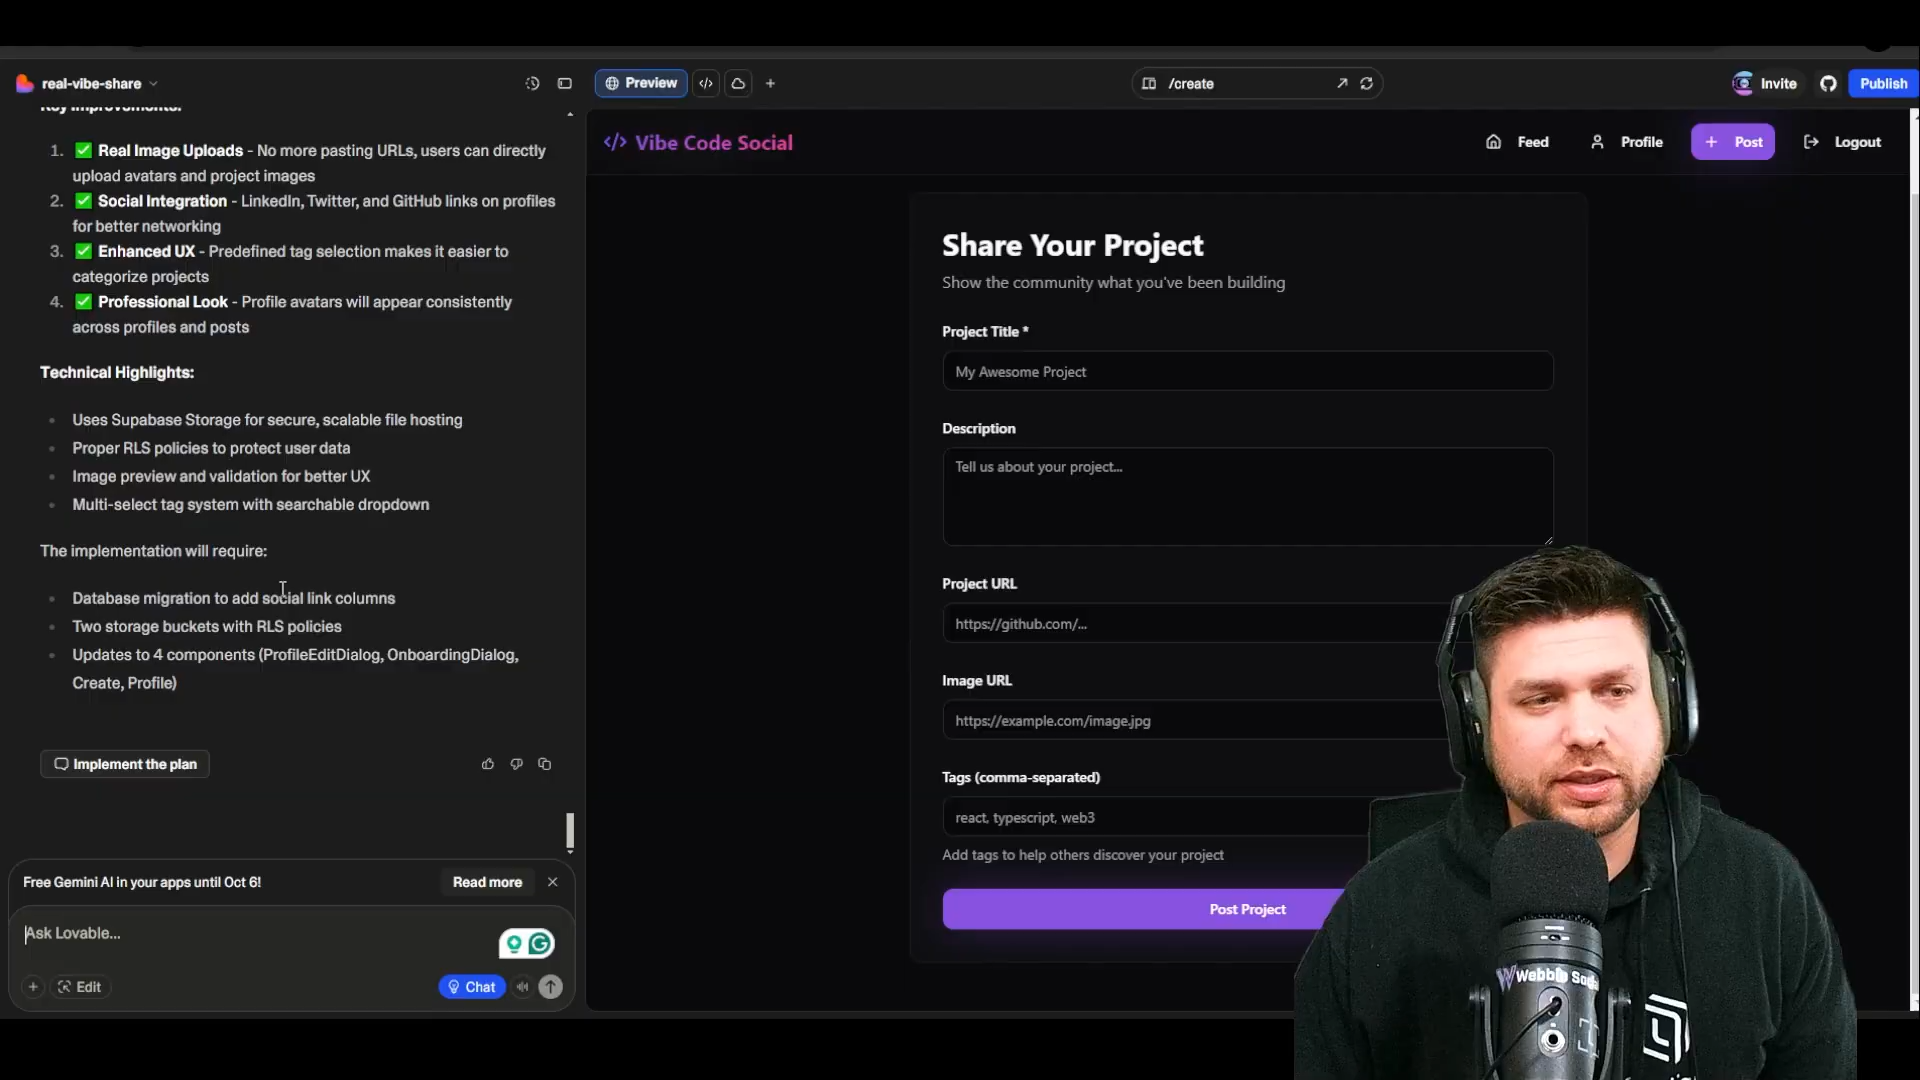 real-vibe-share
Preview
/create
Invite
Publish
Key Improvements:
1. ✅ Real Image Uploads - No more pasting URLs, users can directly
upload avatars and project images
2. ✅ Social Integration - LinkedIn, Twitter, and GitHub links on profiles
for better networking
3. ✅ Enhanced UX - Predefined tag selection makes it easier to
categorize projects
4. ✅ Professional Look - Profile avatars will appear consistently
across profiles and posts
Technical Highlights:
Uses Supabase Storage for secure, scalable file hosting
Proper RLS policies to protect user data
Image preview and validation for better UX
Multi-select tag system with searchable dropdown
The implementation will require:
Database migration to add social link columns
Two storage buckets with RLS policies
Updates to 4 components (ProfileEditDialog, OnboardingDialog,
Create, Profile)
Implement the plan
Free Gemini AI in your apps until Oct 6!
Read more
Ask Lovable...
Edit
Chat
</> Vibe Code Social
Feed
Profile
+ Post
Logout
Share Your Project
Show the community what you've been building
Project Title *
My Awesome Project
Description
Tell us about your project...
Project URL
https://github.com/...
Image URL
https://example.com/image.jpg
Tags (comma-separated)
react, typescript, web3
Add tags to help others discover your project
Post Project